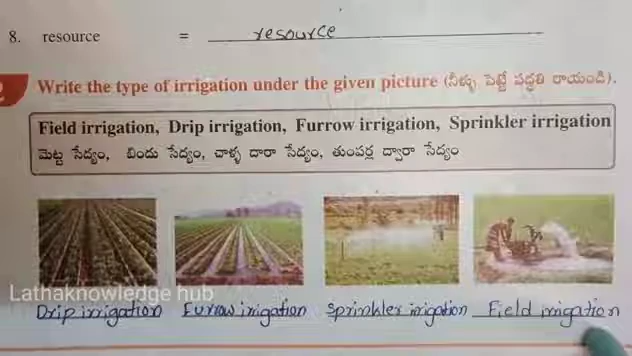 8. resource = resource
2 Write the type of irrigation under the given picture (నీళ్ళు పెట్టే పద్ధతి రాయండి).
Field irrigation, Drip irrigation, Furrow irrigation, Sprinkler irrigation
మెట్ట సేద్యం, బిందు సేద్యం, చాళ్ళ ద్వారా సేద్యం, తుంపర్ల ద్వారా సేద్యం
Lathaknowledge hub
Drip irrigation Furrow irrigation Sprinkler irrigation Field irrigation